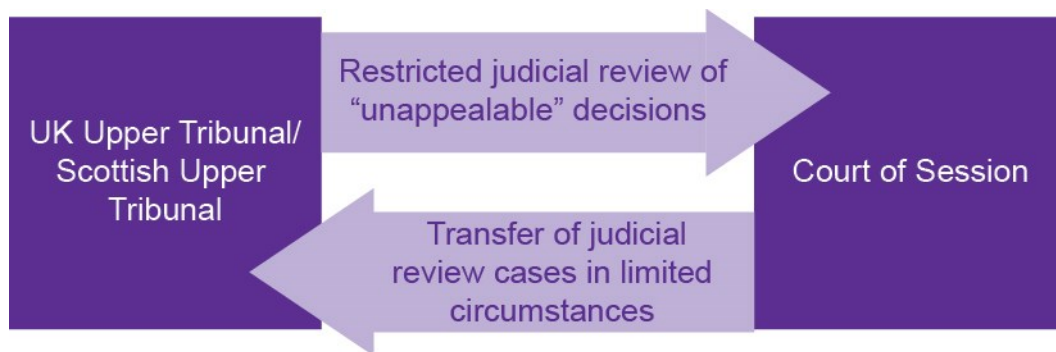 UK Upper Tribunal/
Scottish Upper
Tribunal
Restricted judicial review of
“unappealable” decisions
Transfer of judicial
review cases in limited
circumstances
Court of Session